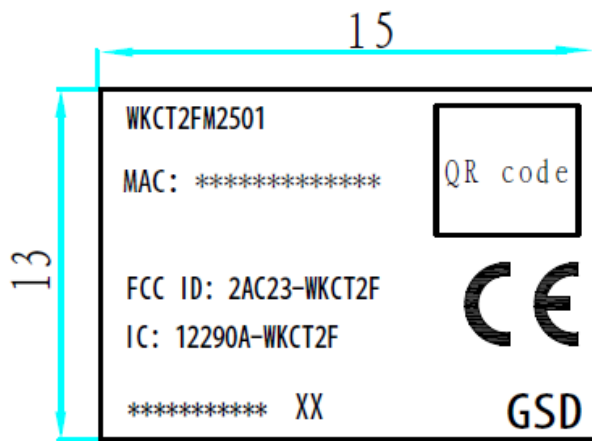 15
WKCT2FM2501
MAC: *************
QR code
13
FCC ID: 2AC23-WKCT2F
IC: 12290A-WKCT2F
CE
*********** XX
GSD